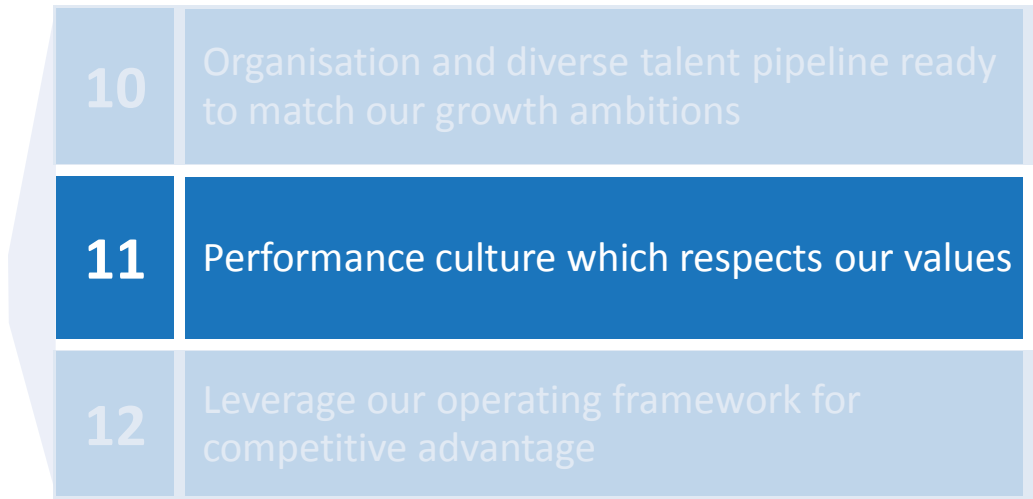 10
Organisation and diverse talent pipeline ready
to match our growth ambitions
11
Performance culture which respects our values
12
Leverage our operating framework for
competitive advantage